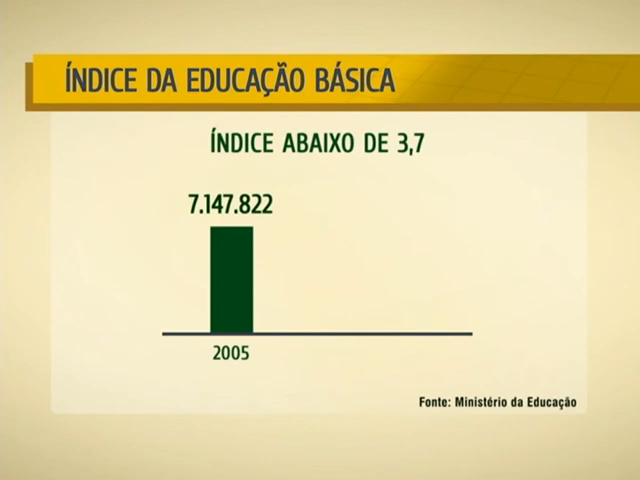 ÍNDICE DA EDUCAÇÃO BÁSICA
ÍNDICE ABAIXO DE 3,7
7.147.822
2005
Fonte: Ministério da Educação